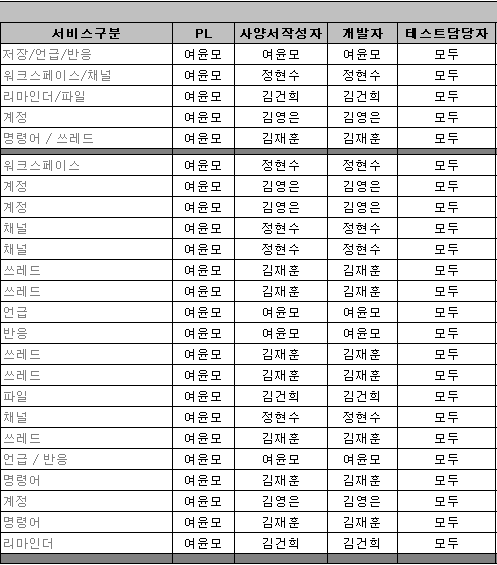 서비스구분 PL 사양서작성자 개발자 테스트담당자
저장/언급/반응 여윤모 여윤모 여윤모 모두
워크스페이스/채널 여윤모 정현수 정현수 모두
리마인더/파일 여윤모 김건희 김건희 모두
계정 여윤모 김영은 김영은 모두
명령어 / 쓰레드 여윤모 김재훈 김재훈 모두
워크스페이스 여윤모 정현수 정현수 모두
계정 여윤모 김영은 김영은 모두
계정 여윤모 김영은 김영은 모두
채널 여윤모 정현수 정현수 모두
채널 여윤모 정현수 정현수 모두
쓰레드 여윤모 김재훈 김재훈 모두
쓰레드 여윤모 김재훈 김재훈 모두
언급 여윤모 여윤모 여윤모 모두
반응 여윤모 여윤모 여윤모 모두
쓰레드 여윤모 김재훈 김재훈 모두
쓰레드 여윤모 김재훈 김재훈 모두
파일 여윤모 김건희 김건희 모두
채널 여윤모 정현수 정현수 모두
쓰레드 여윤모 김재훈 김재훈 모두
언급 / 반응 여윤모 여윤모 여윤모 모두
명령어 여윤모 김재훈 김재훈 모두
계정 여윤모 김영은 김영은 모두
명령어 여윤모 김재훈 김재훈 모두
리마인더 여윤모 김건희 김건희 모두